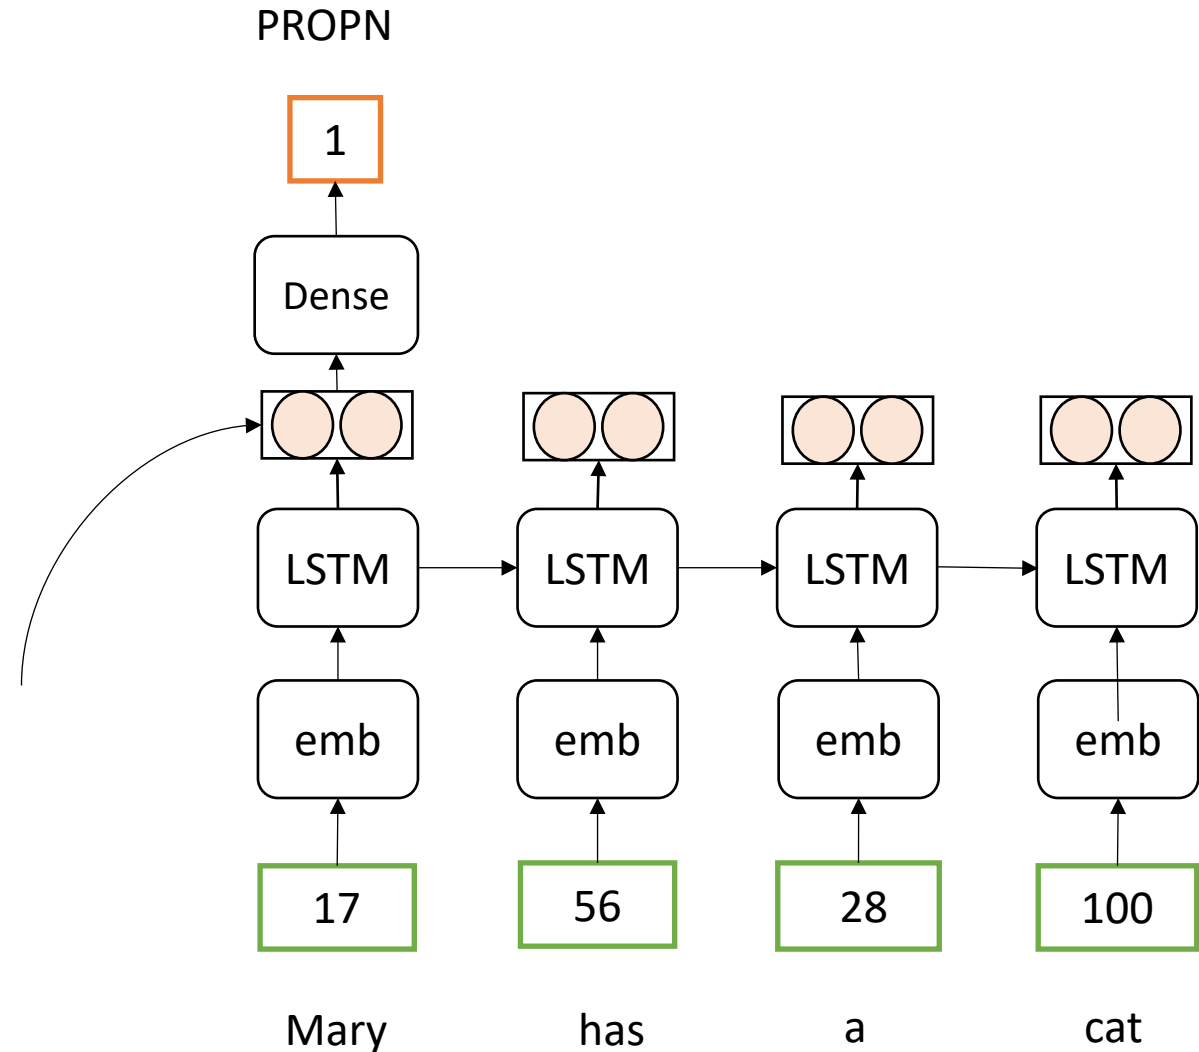 PROPN
1
Dense
LSTM LSTM LSTM LSTM
emb emb emb emb
17 56 28 100
Mary has a cat